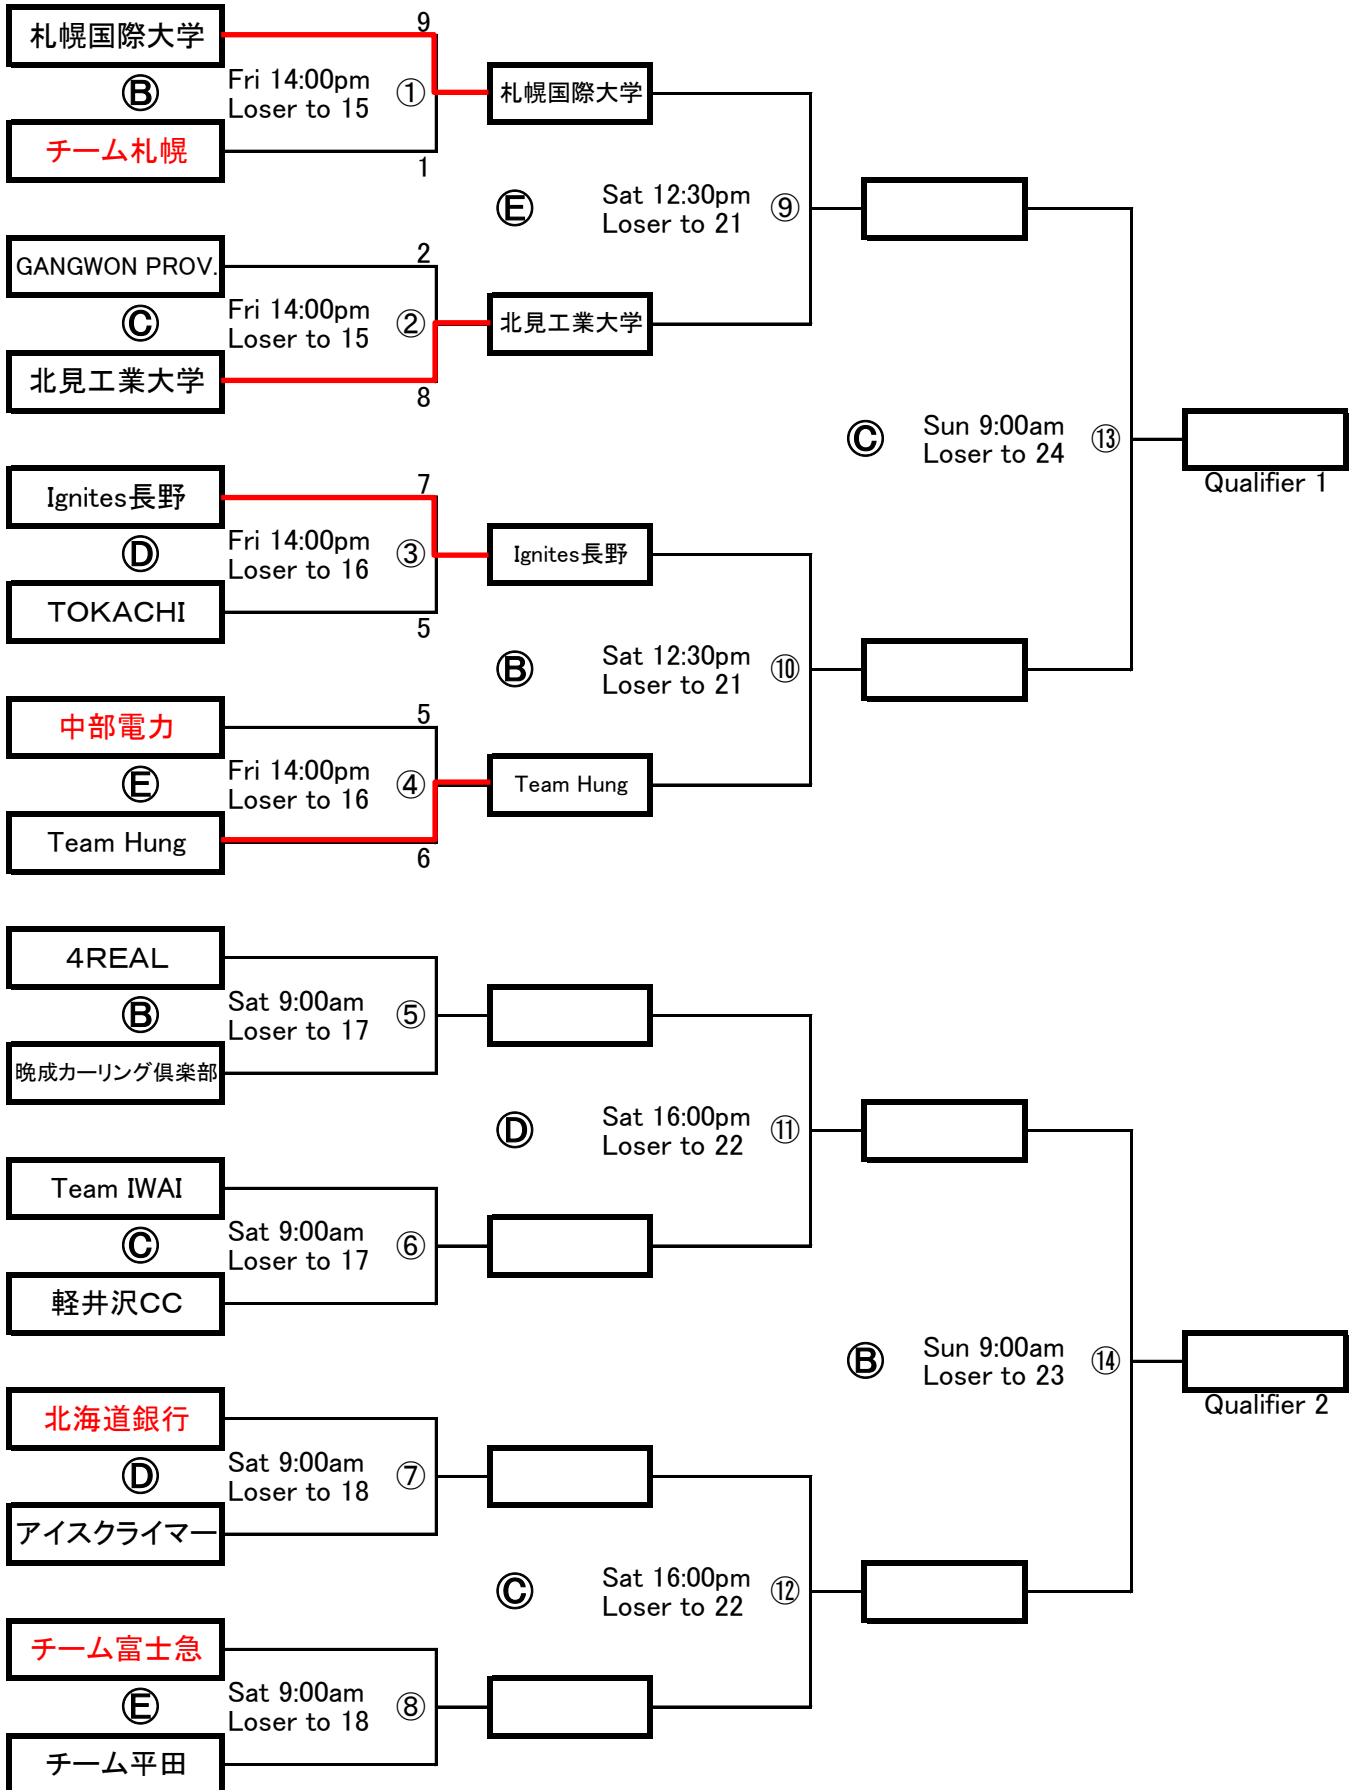 札幌国際大学
9
Ⓑ
Fri 14:00pm
Loser to 15
①
札幌国際大学
チーム札幌
1
Ⓔ
Sat 12:30pm
Loser to 21
⑨
GANGWON PROV.
2
Ⓒ
Fri 14:00pm
Loser to 15
②
北見工業大学
北見工業大学
8
Ⓒ
Sun 9:00am
Loser to 24
⑬
Qualifier 1
Ignites長野
7
Ⓓ
Fri 14:00pm
Loser to 16
③
Ignites長野
TOKACHI
5
Ⓑ
Sat 12:30pm
Loser to 21
⑩
中部電力
5
Ⓔ
Fri 14:00pm
Loser to 16
④
Team Hung
Team Hung
6
4REAL
Ⓑ
Sat 9:00am
Loser to 17
⑤
晩成カーリング倶楽部
Ⓓ
Sat 16:00pm
Loser to 22
⑪
Team IWAI
Ⓒ
Sat 9:00am
Loser to 17
⑥
軽井沢CC
Ⓑ
Sun 9:00am
Loser to 23
⑭
Qualifier 2
北海道銀行
Ⓓ
Sat 9:00am
Loser to 18
⑦
アイスクライマー
Ⓒ
Sat 16:00pm
Loser to 22
⑫
チーム富士急
Ⓔ
Sat 9:00am
Loser to 18
⑧
チーム平田